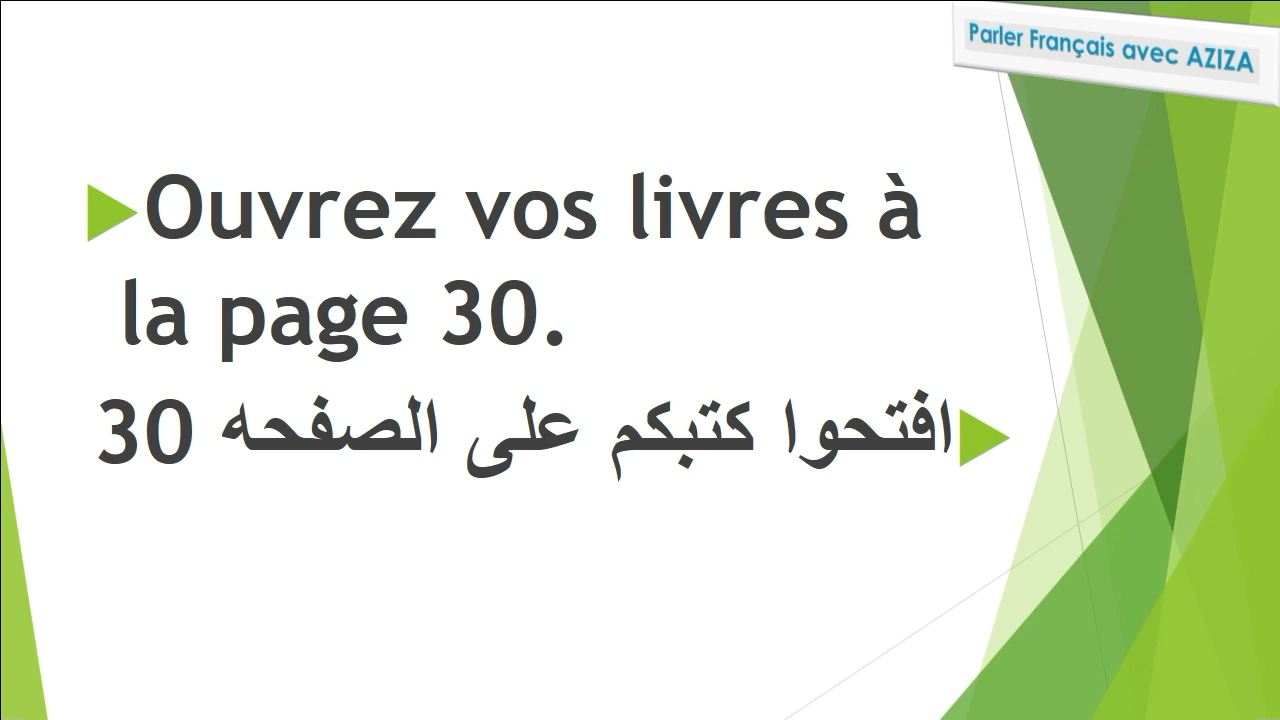 Parler Français avec AZIZA
Ouvrez vos livres à
la page 30.
افتحوا كتبكم على الصفحه 30